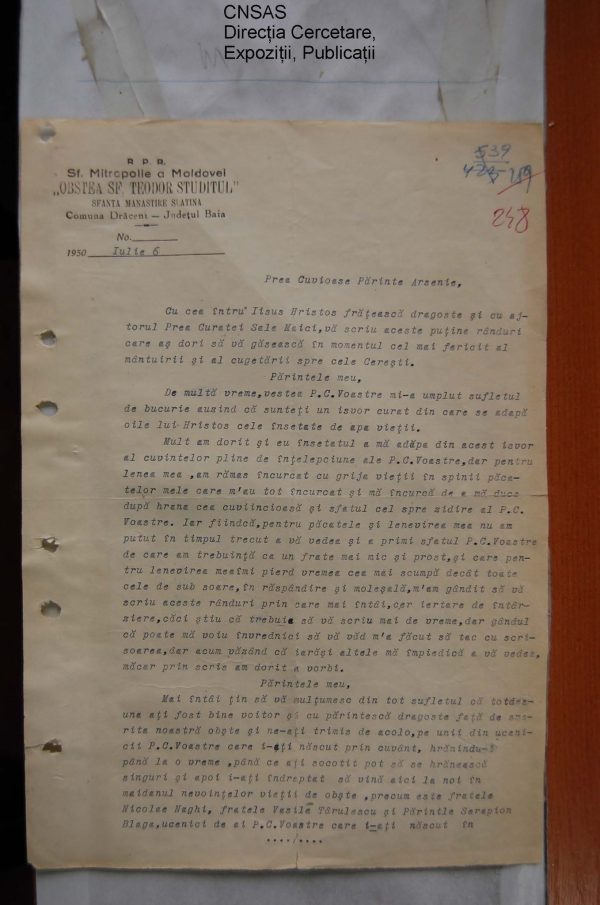 CNSAS
Direcția Cercetare,
Expoziții, Publicații
539
248
R. P. R.
Sf. Mitropolie a Moldovei
„OBSTEA SF. TEODOR STUDITUL"
SFANTA MANASTIRE SLATINA
Comuna Drăceni — Județul Baia
No.
1950 Iulie 6
Prea Cuvioase Părinte Arsenie,
Cu cea întru Iisus Hristos frățească dragoste și cu aj-
torul Prea Curatei Sale Maici,vă scriu aceste puține rânduri
care aș dori să vă găsească în momentul cel mai fericit al
mântuirii și al cugetării spre cele Cerești.
Părintele meu,
De multă vreme,vestea P.C.Voastre mi-a umplut sufletul
de bucurie auzind că sunteți un isvor curat din care se adapă
oile lui Hristos cele însetate de apa vieții.
Mult am dorit și eu însetatul a mă adăpa din acest isvor
al cuvintelor pline de înțelepciune ale P.C.Voastre,dar pentru
lenea mea ,am rămas încurcat cu grija vieții în spinii păca-
telor mele care m'au tot încurcat și mă încurcă de a mă duce
după hrana cea cuviincioasă și sfatul cel spre zidire al P.C.
Voastre. Iar fiindcă,pentru păcatele și lenevirea mea nu am
putut în timpul trecut a vă vedea și a primi sfatul P.C.Voastre
de care am trebuință ca un frate mai mic și prost,și care pen-
tru lenevirea meaîmi pierd vremea cea mai scumpă decât toate
cele de sub soare,în răspândire și moleșală,m'am gândit să vă
scriu aceste rânduri prin care mai întâi,cer iertare de întâr-
ziere,căci știu că trebuia să vă scriu mai de vreme,dar gândul
că poate mă voiu învrednici să vă văd m'a făcut să tac cu scri-
soarea,dar acum văzând că iarăși altele mă împiedică a vă vedea,
măcar prin scris am dorit a vorbi.
Părintele meu,
Mai întâi țin să vă mulțumesc din tot sufletul că totdea-
una ați fost bine voitor și cu părintescă dragoste față de sme-
rita noastră obște și ne-ați trimis de acolo,pe unii din uceni-
cii P.C.Voastre care i-ați născut prin cuvânt, hrănindu-i
până la o vreme ,până ce ați socotit pot să se hrănească
singuri și apoi i-ați îndreptat să vină aici la noi în
maidanul nevoințelor vieții de obște ,precum este fratele
Nicolae Naghi, fratele Vasile Târulescu și Părintle Serapion
Blaga,ucenici de ai P.C.Voastre care i-ați născut în
..../....